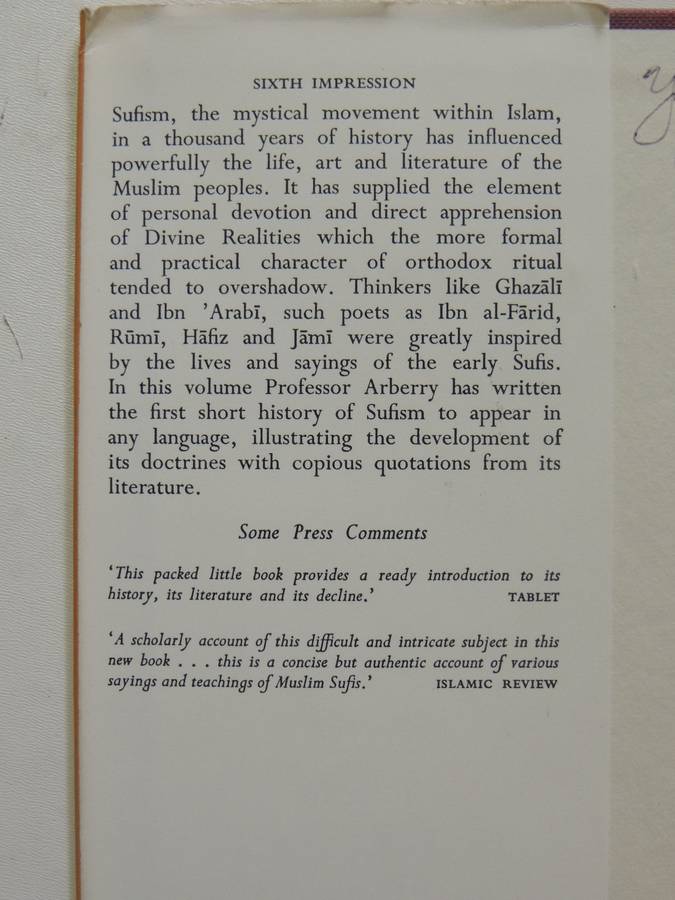 SIXTH IMPRESSION
Sufism, the mystical movement within Islam,
in a thousand years of history has influenced
powerfully the life, art and literature of the
Muslim peoples. It has supplied the element
of personal devotion and direct apprehension
of Divine Realities which the more formal
and practical character of orthodox ritual
tended to overshadow. Thinkers like Ghazālī
and Ibn ’Arabī, such poets as Ibn al-Fārid,
Rūmī, Hāfiz and Jāmī were greatly inspired
by the lives and sayings of the early Sufis.
In this volume Professor Arberry has written
the first short history of Sufism to appear in
any language, illustrating the development of
its doctrines with copious quotations from its
literature.
Some Press Comments
‘This packed little book provides a ready introduction to its
history, its literature and its decline.’ TABLET
‘A scholarly account of this difficult and intricate subject in this
new book . . . this is a concise but authentic account of various
sayings and teachings of Muslim Sufis.’ ISLAMIC REVIEW